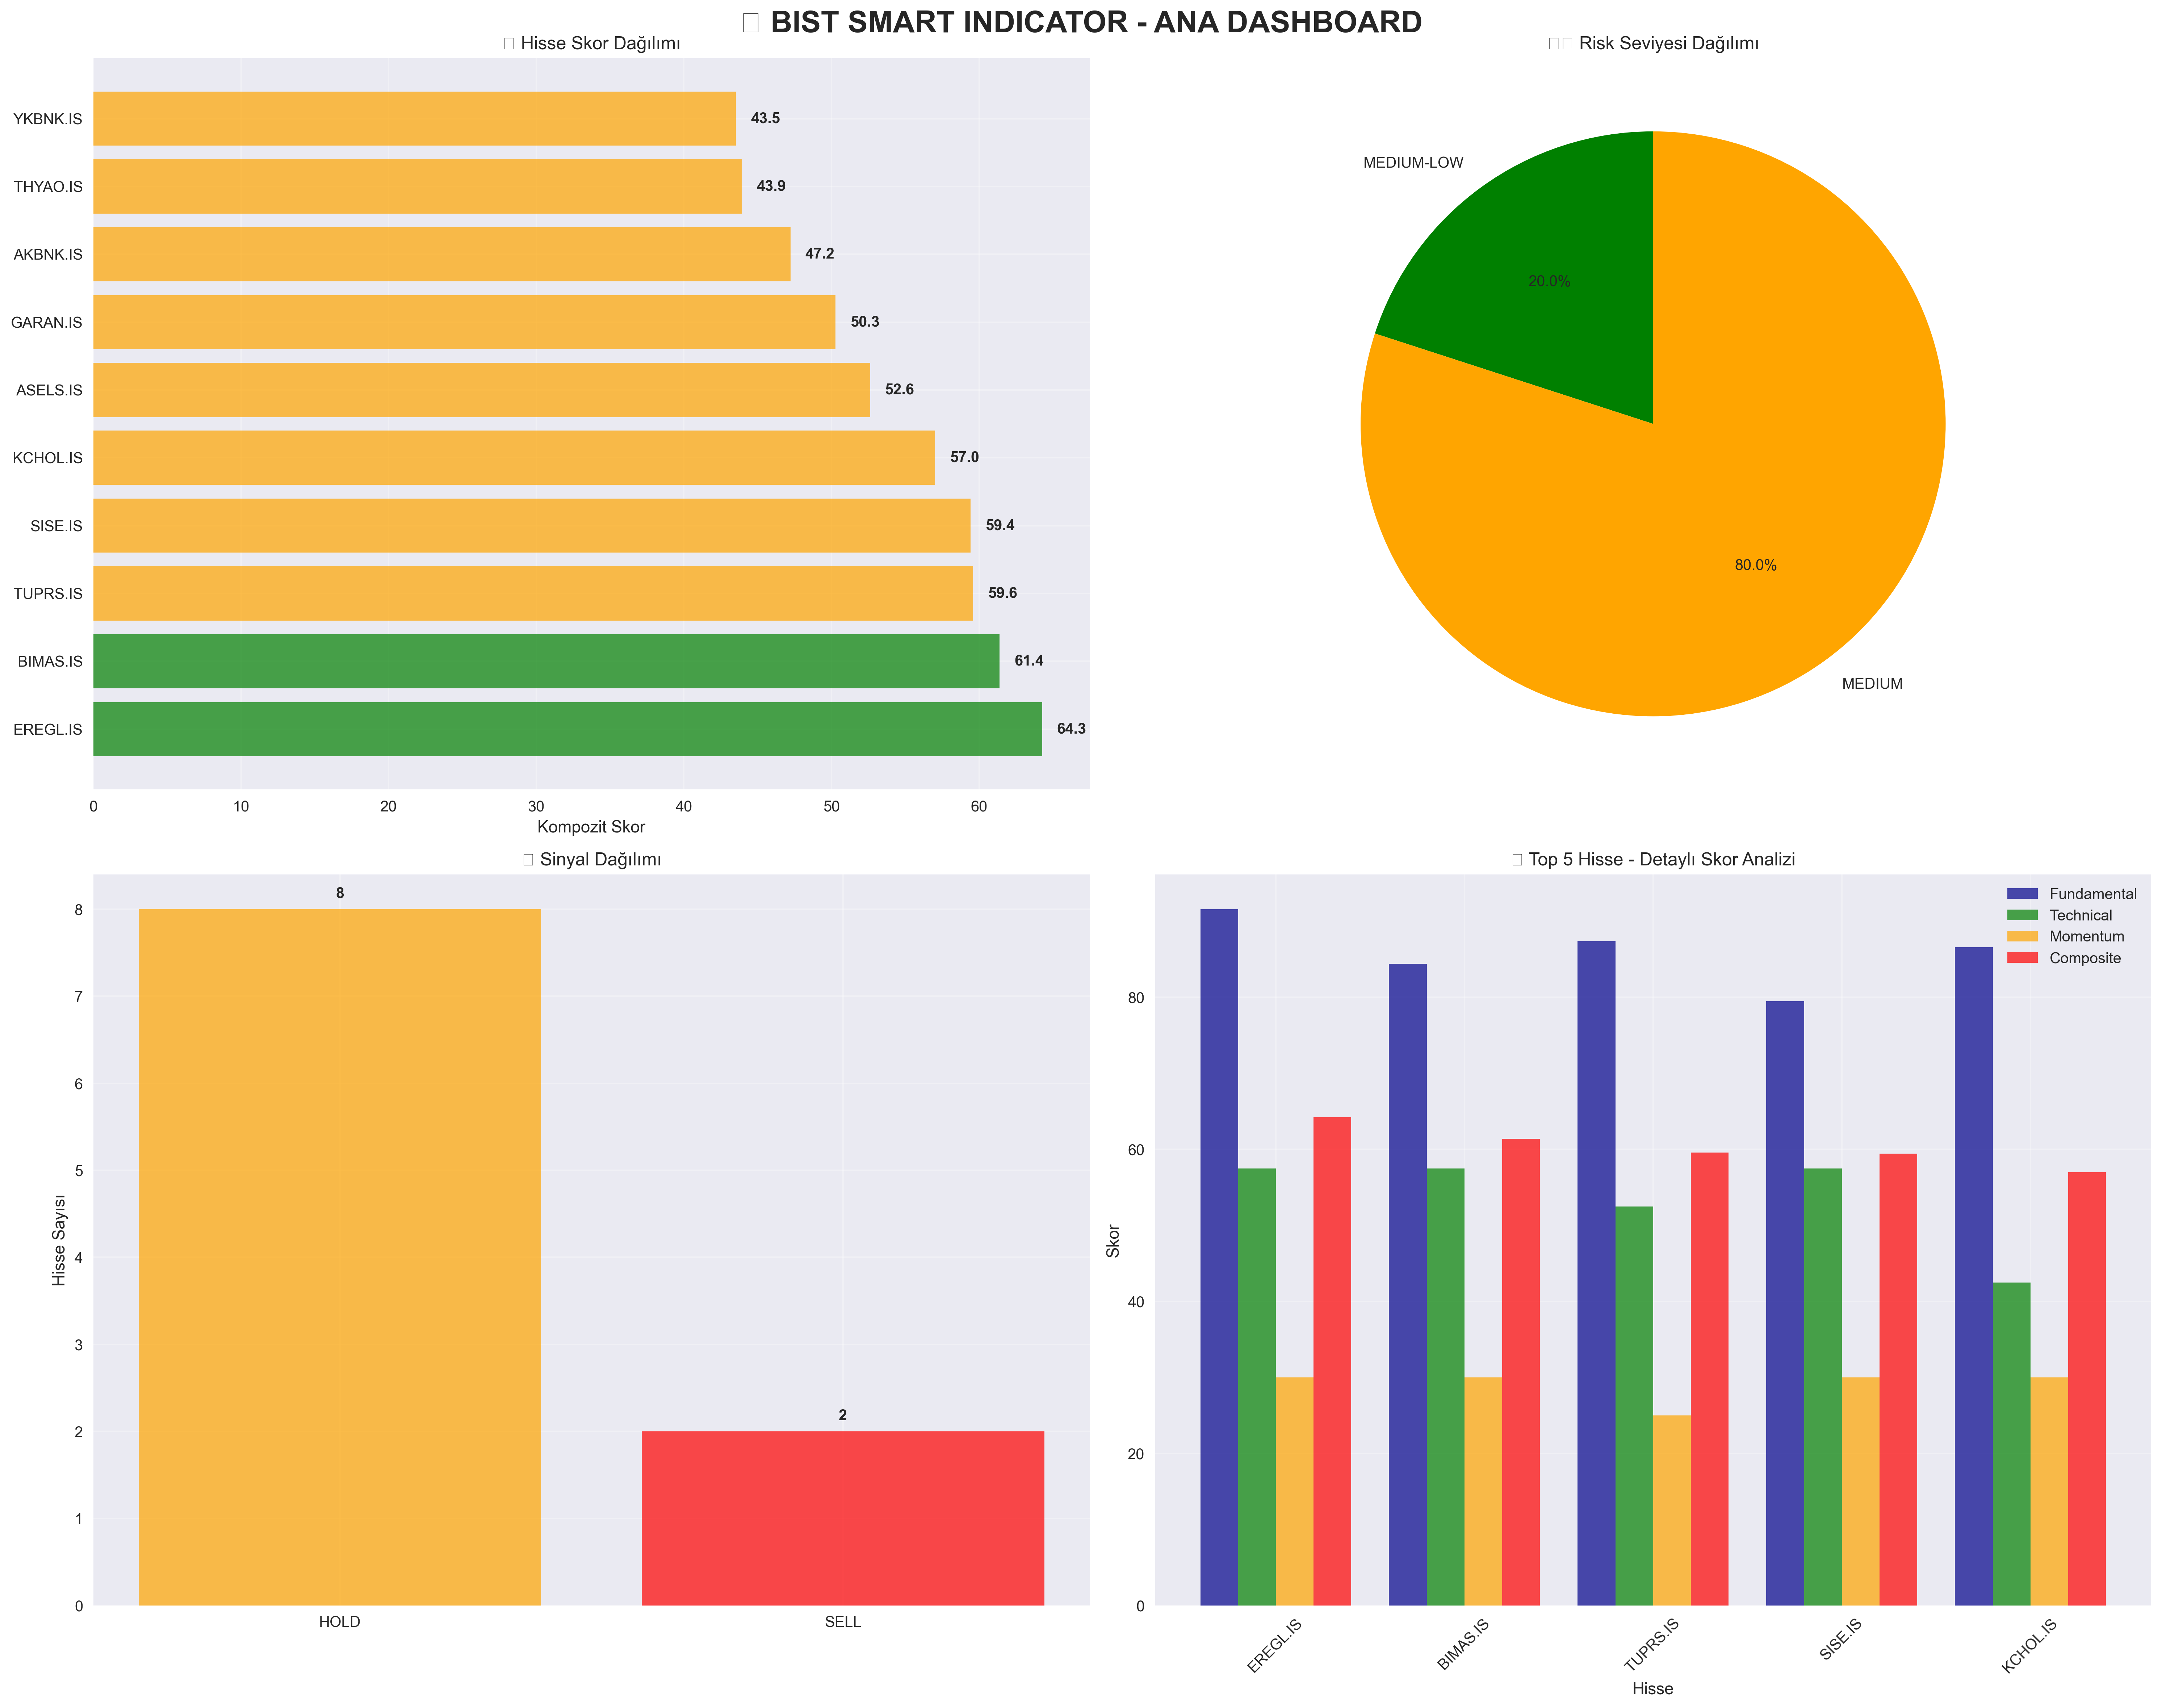 BIST SMART INDICATOR - ANA DASHBOARD
Hisse Skor Dağılımı
YKBNK.IS 43.5
THYAO.IS 43.9
AKBNK.IS 47.2
GARAN.IS 50.3
ASELS.IS 52.6
KCHOL.IS 57.0
SISE.IS 59.4
TUPRS.IS 59.6
BIMAS.IS 61.4
EREGL.IS 64.3
0 10 20 30 40 50 60
Kompozit Skor
Risk Seviyesi Dağılımı
MEDIUM-LOW
20.0%
80.0%
MEDIUM
Sinyal Dağılımı
Hisse Sayısı
8
7
6
5
4
3
2
1
0
8
2
HOLD SELL
Top 5 Hisse - Detaylı Skor Analizi
Fundamental
Technical
Momentum
Composite
Skor
80
60
40
20
0
EREGL.IS BIMAS.IS TUPRS.IS SISE.IS KCHOL.IS
Hisse